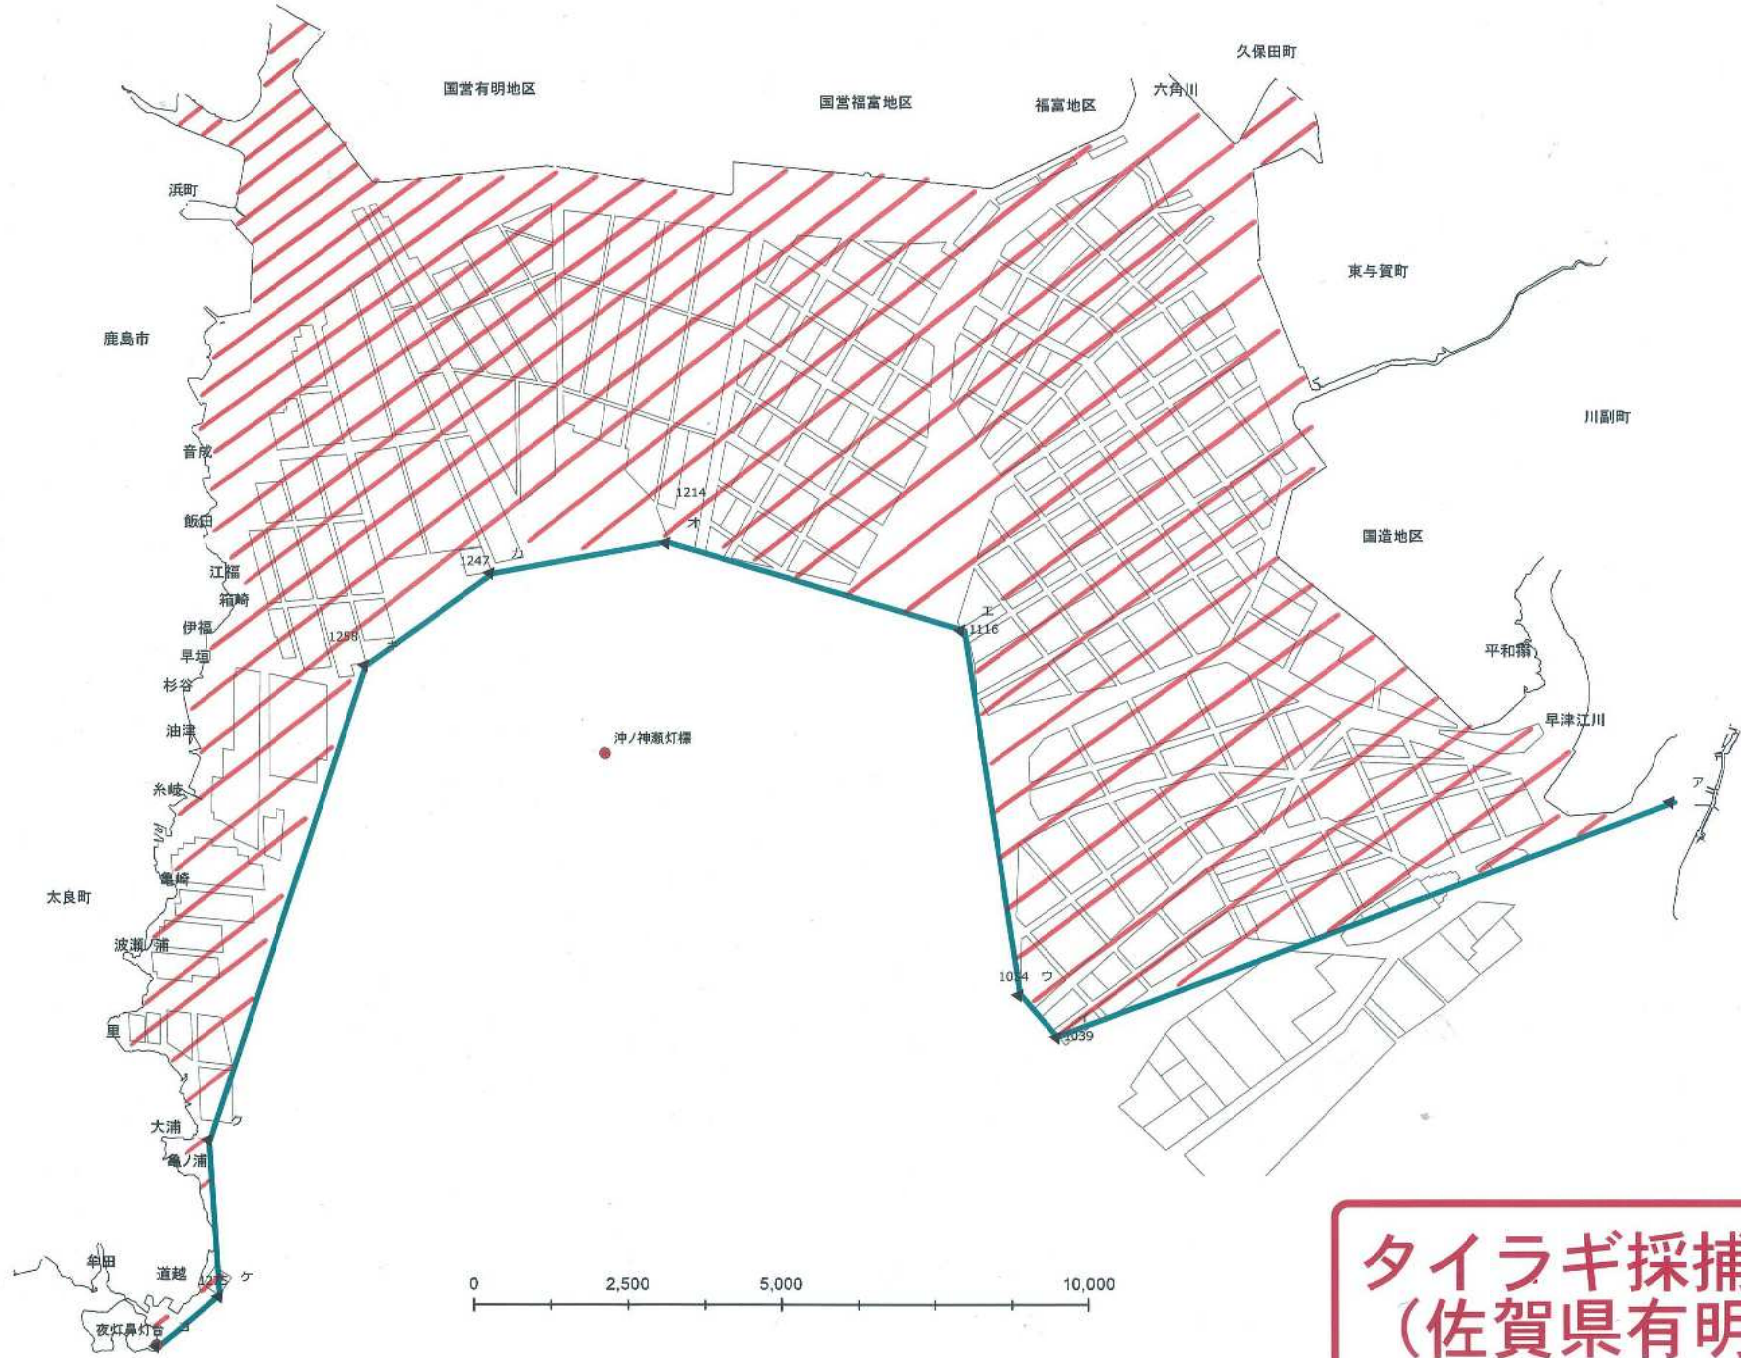 久保田町
国営有明地区
国営福富地区
福富地区
六角川
浜町
東与賀町
鹿島市
川副町
音成
1214
オ
飯田
国造地区
カ
1247
江福
箱崎
エ
1116
伊福
1258
早垣
平和搦
杉谷
油津
早津江川
沖ノ神瀬灯標
糸岐
ア
亀崎
太良町
波瀬ノ浦
ウ
里
1039
ク
大浦
亀ノ浦
牟田
道越
ケ
0
2,500
5,000
10,000
夜灯鼻灯台
タイラギ採捕
（佐賀県有明